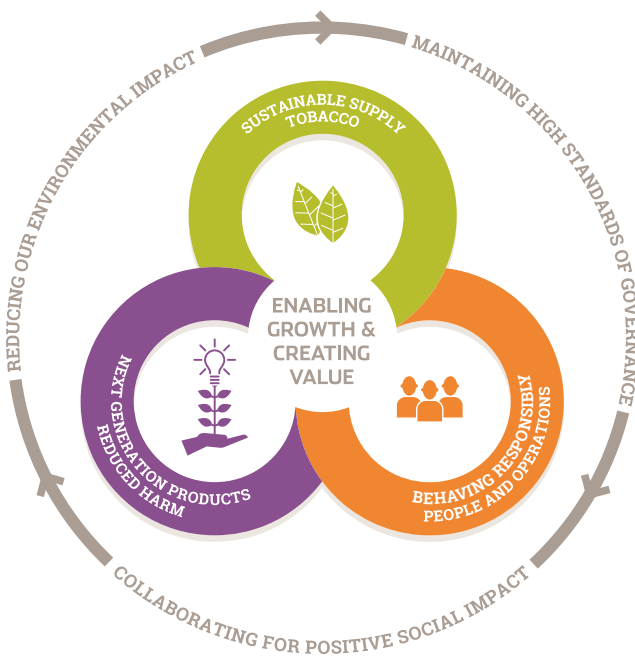 REDUCING OUR ENVIRONMENTAL IMPACT
MAINTAINING HIGH STANDARDS OF GOVERNANCE
SUSTAINABLE SUPPLY
TOBACCO
ENABLING
GROWTH &
CREATING
VALUE
NEXT GENERATION PRODUCTS
REDUCED HARM
BEHAVING RESPONSIBLY
PEOPLE AND OPERATIONS
COLLABORATING FOR POSITIVE SOCIAL IMPACT